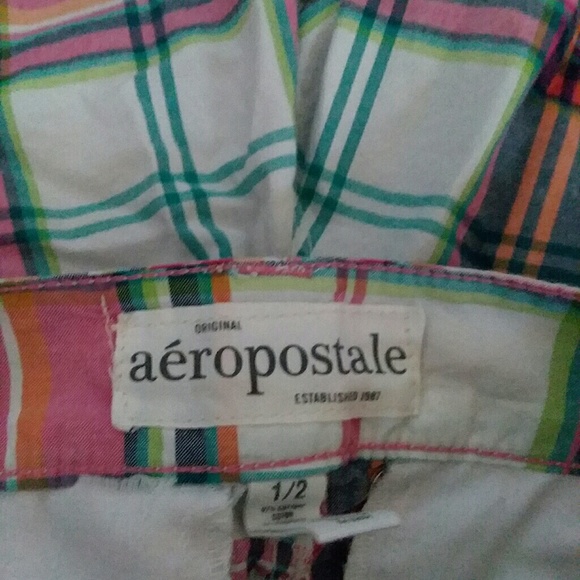 ORIGINAL
aéropostale
ESTABLISHED 1987
1/2